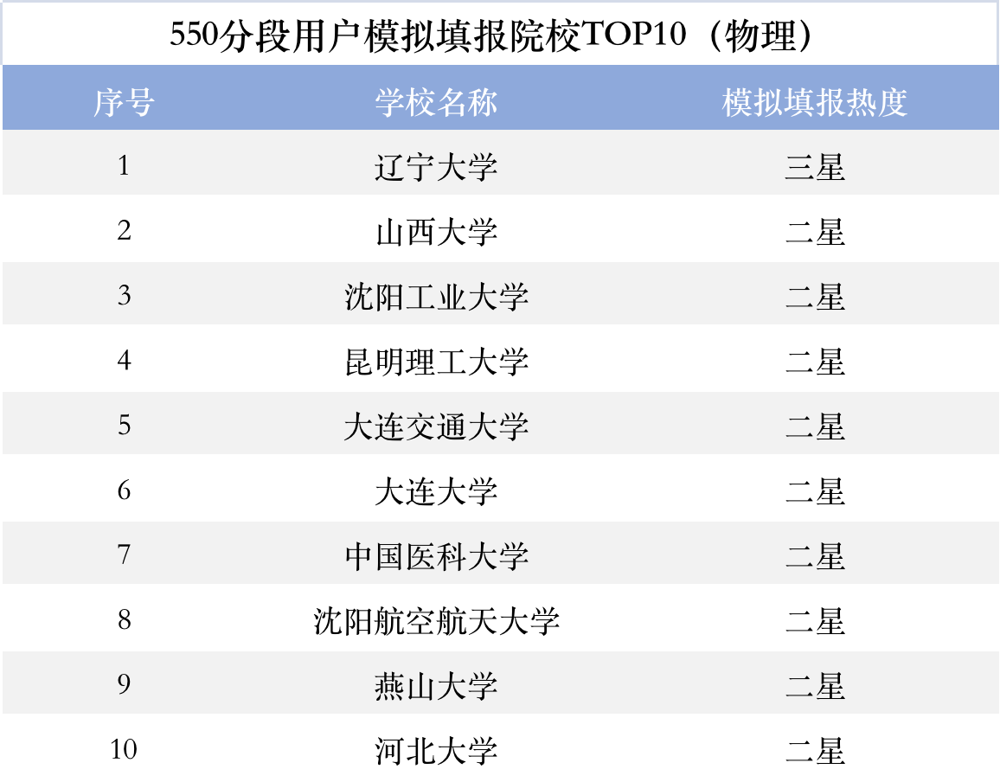 550分段用户模拟填报院校TOP10（物理）
序号 学校名称 模拟填报热度
1 辽宁大学 三星
2 山西大学 二星
3 沈阳工业大学 二星
4 昆明理工大学 二星
5 大连交通大学 二星
6 大连大学 二星
7 中国医科大学 二星
8 沈阳航空航天大学 二星
9 燕山大学 二星
10 河北大学 二星